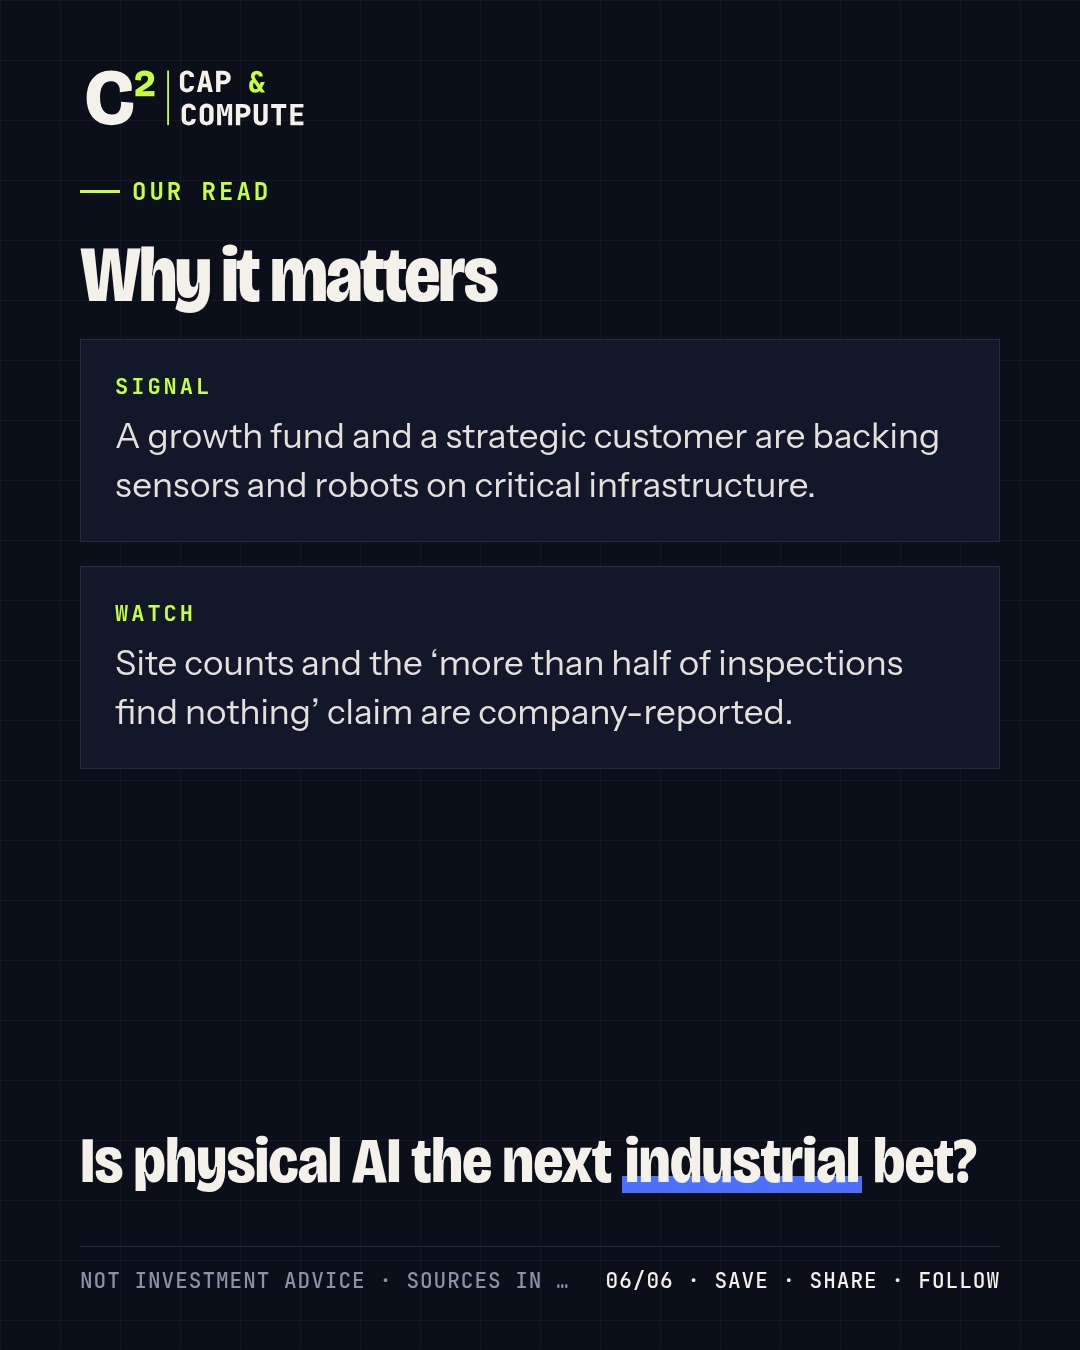 C² CAP &
COMPUTE
OUR READ
Why it matters
SIGNAL
A growth fund and a strategic customer are backing
sensors and robots on critical infrastructure.
WATCH
Site counts and the ‘more than half of inspections
find nothing’ claim are company-reported.
Is physical AI the next industrial bet?
NOT INVESTMENT ADVICE · SOURCES IN … 06/06 · SAVE · SHARE · FOLLOW